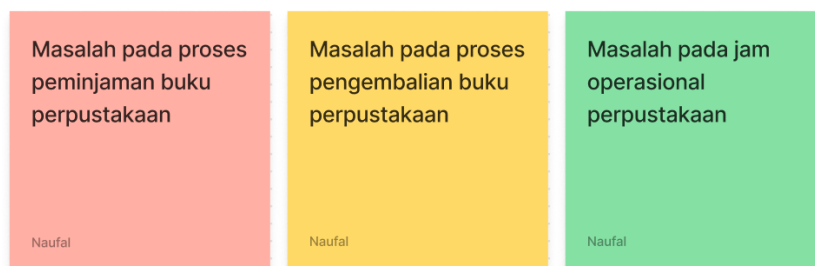 Masalah pada proses
peminjaman buku
perpustakaan
Naufal
Masalah pada proses
pengembalian buku
perpustakaan
Naufal
Masalah pada jam
operasional
perpustakaan
Naufal